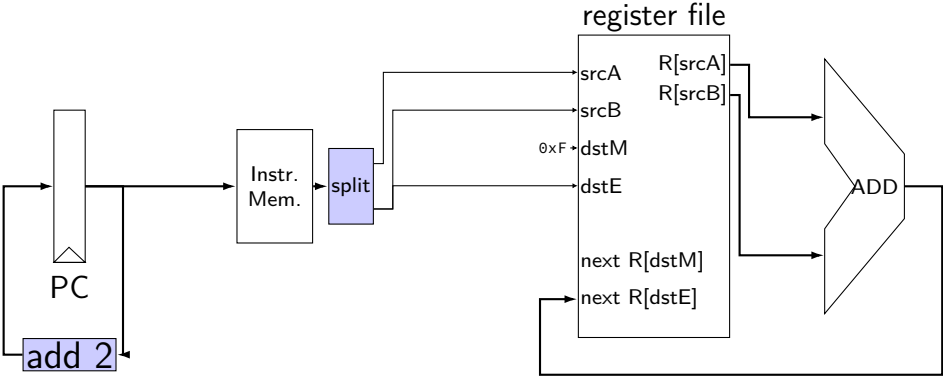 register file
srcA
srcB
0xF
dstM
dstE
next R[dstM]
next R[dstE]
R[srcA]
R[srcB]
ADD
Instr.
Mem.
split
PC
add 2